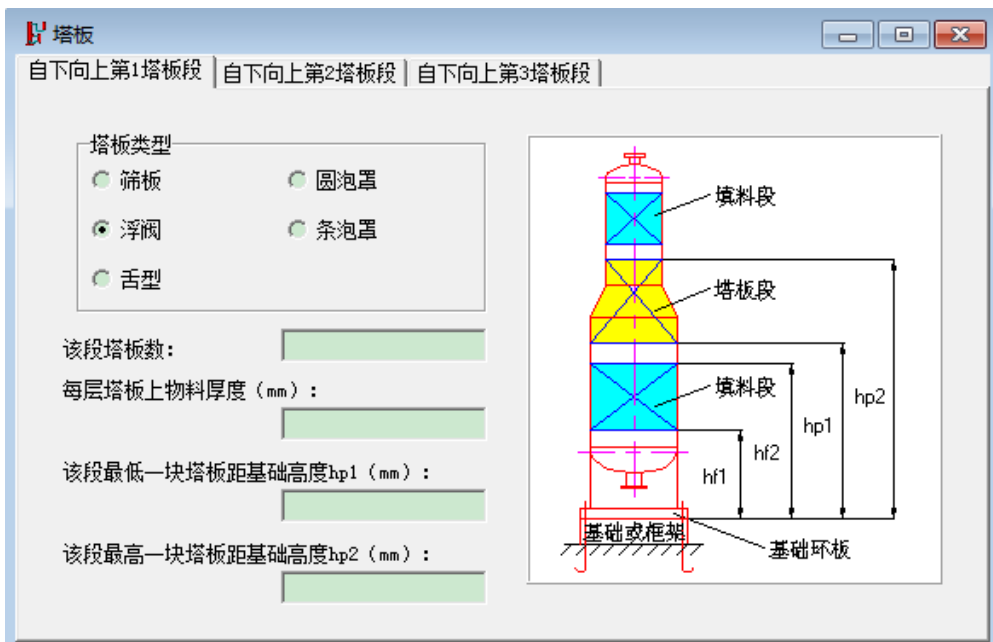 塔板
自下向上第1塔板段 自下向上第2塔板段 自下向上第3塔板段
塔板类型
筛板 圆泡罩
浮阀 条泡罩
舌型
该段塔板数:
每层塔板上物料厚度(mm):
该段最低一块塔板距基础高度hp1(mm):
该段最高一块塔板距基础高度hp2(mm):
填料段
塔板段
填料段
hp2
hp1
hf2
hf1
基础或框架
基础环板